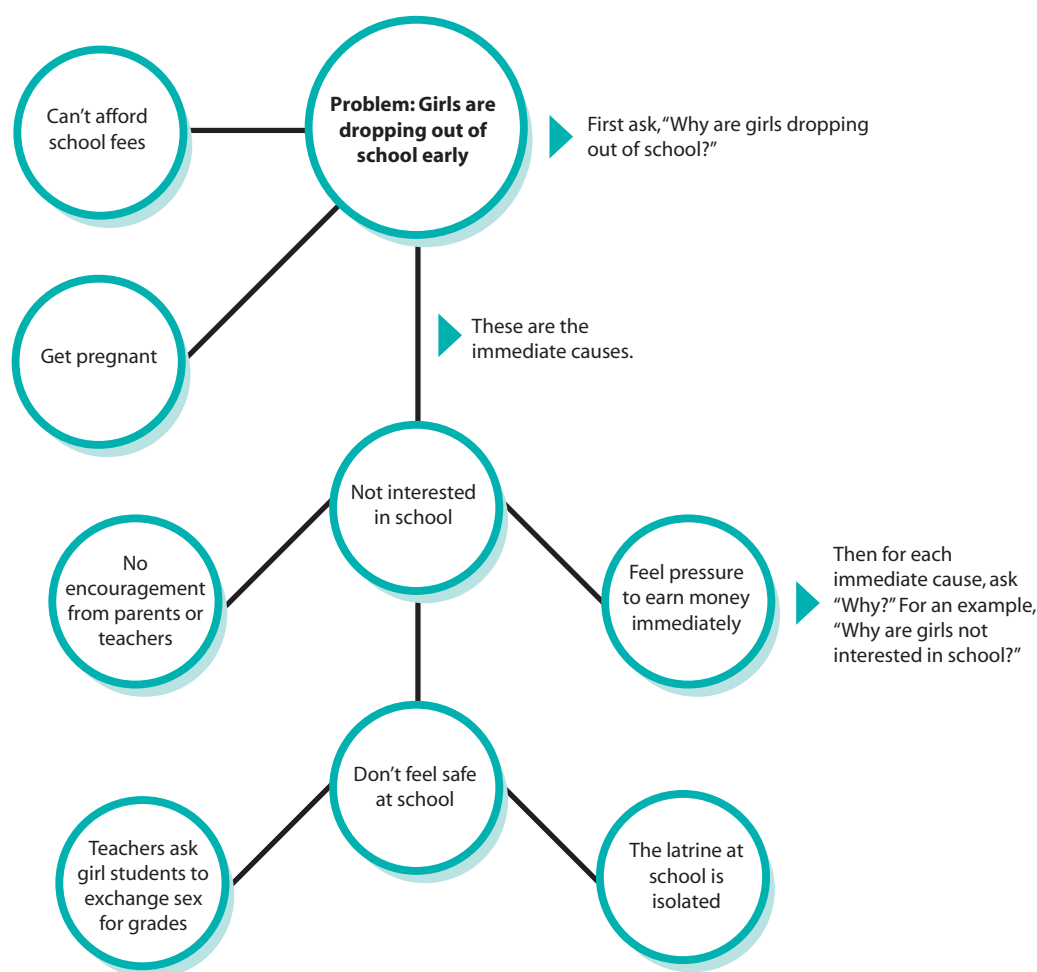 Can’t afford
school fees
Problem: Girls are
dropping out of
school early
First ask, “Why are girls dropping
out of school?”
Get pregnant
These are the
immediate causes.
Not interested
in school
No
encouragement
from parents or
teachers
Feel pressure
to earn money
immediately
Then for each
immediate cause, ask
“Why?” For an example,
“Why are girls not
interested in school?”
Don’t feel safe
at school
Teachers ask
girl students to
exchange sex
for grades
The latrine at
school is
isolated